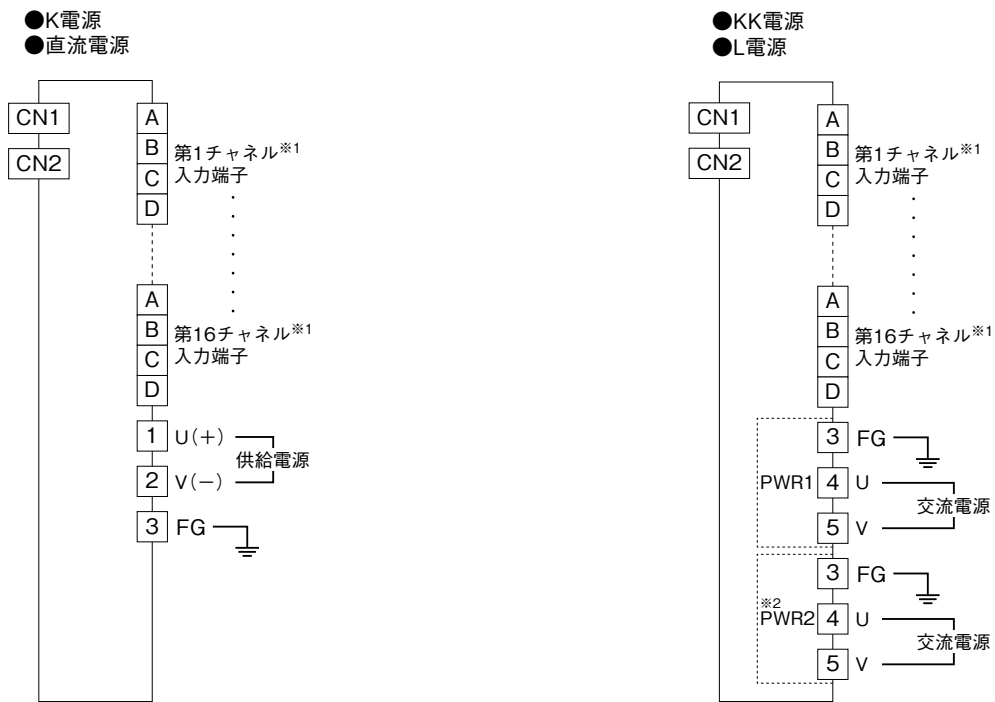 ●K電源
●直流電源
CN1
CN2
A
B
C
D
第1チャネル※1
入力端子
A
B
C
D
第16チャネル※1
入力端子
1 U(+)
供給電源
2 V(−)
3 FG
●KK電源
●L電源
CN1
CN2
A
B
C
D
第1チャネル※1
入力端子
A
B
C
D
第16チャネル※1
入力端子
3 FG
PWR1 4 U
交流電源
5 V
3 FG
※2
PWR2 4 U
交流電源
5 V